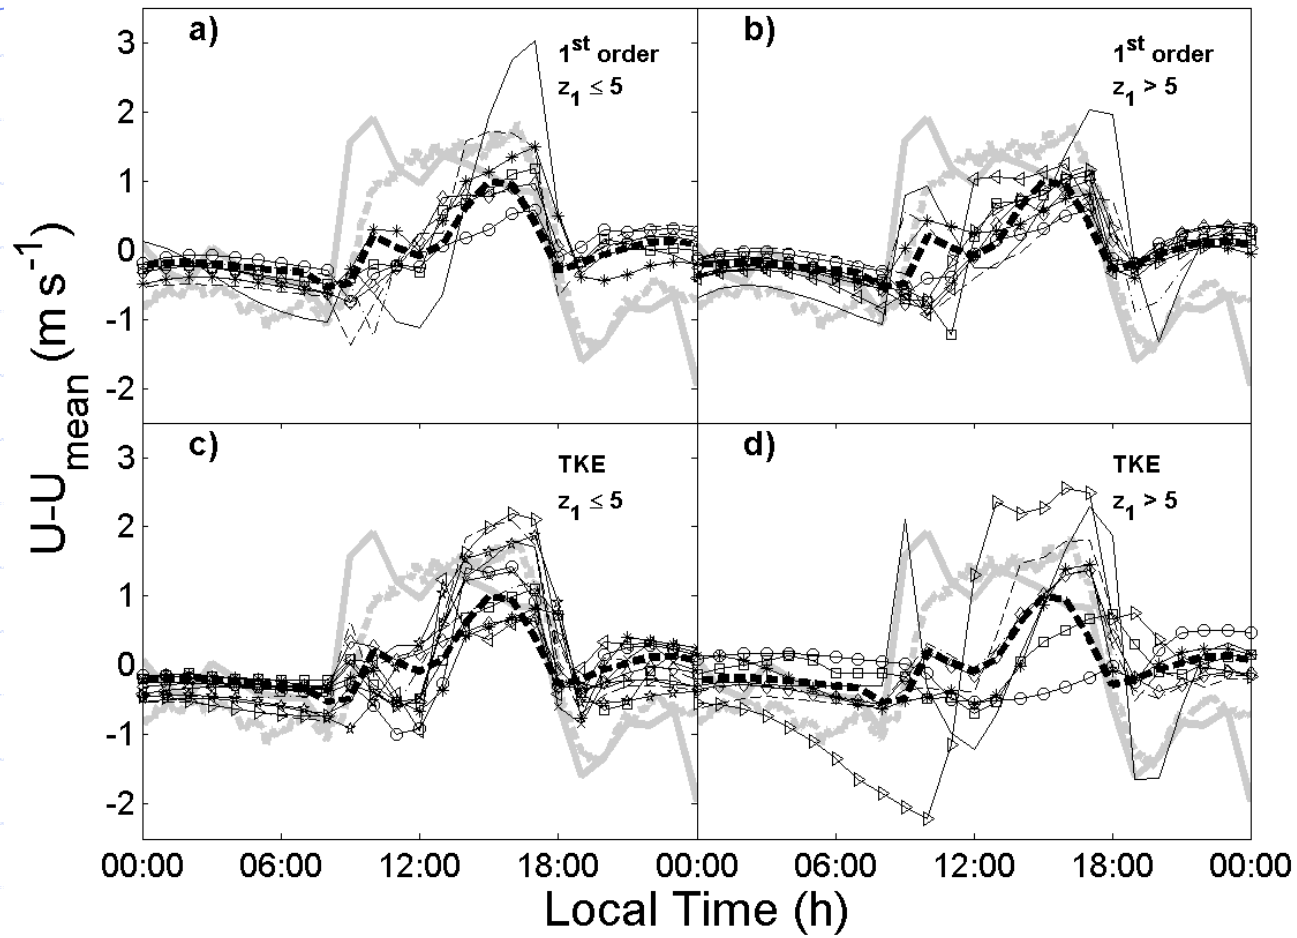 a)
1st order
z1 ≤ 5
b)
1st order
z1 > 5
3
2
1
0
-1
-2
c)
TKE
z1 ≤ 5
d)
TKE
z1 > 5
3
2
1
0
-1
-2
U-Umean (m s-1)
00:00 06:00 12:00 18:00 00:00 06:00 12:00 18:00 00:00
Local Time (h)